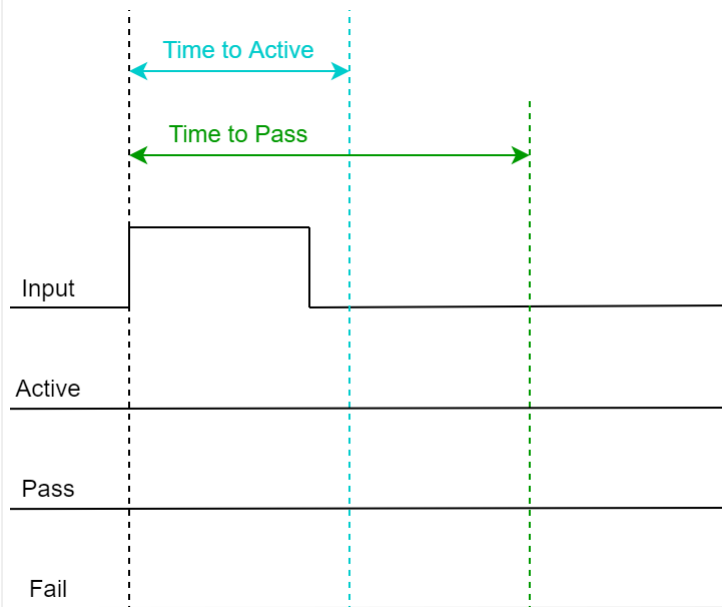 Time to Active
Time to Pass
Input
Active
Pass
Fail